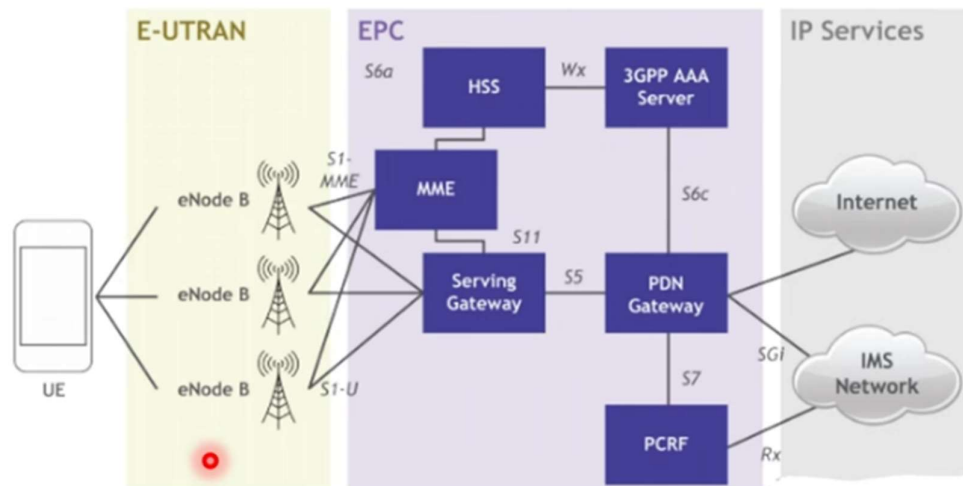 E-UTRAN
EPC
IP Services
S6a
HSS
Wx
3GPP AAA
Server
S1-
MME
MME
S6c
Internet
eNode B
S11
eNode B
Serving
Gateway
S5
PDN
Gateway
SGi
IMS
Network
UE
eNode B
S1-U
S7
PCRF
Rx